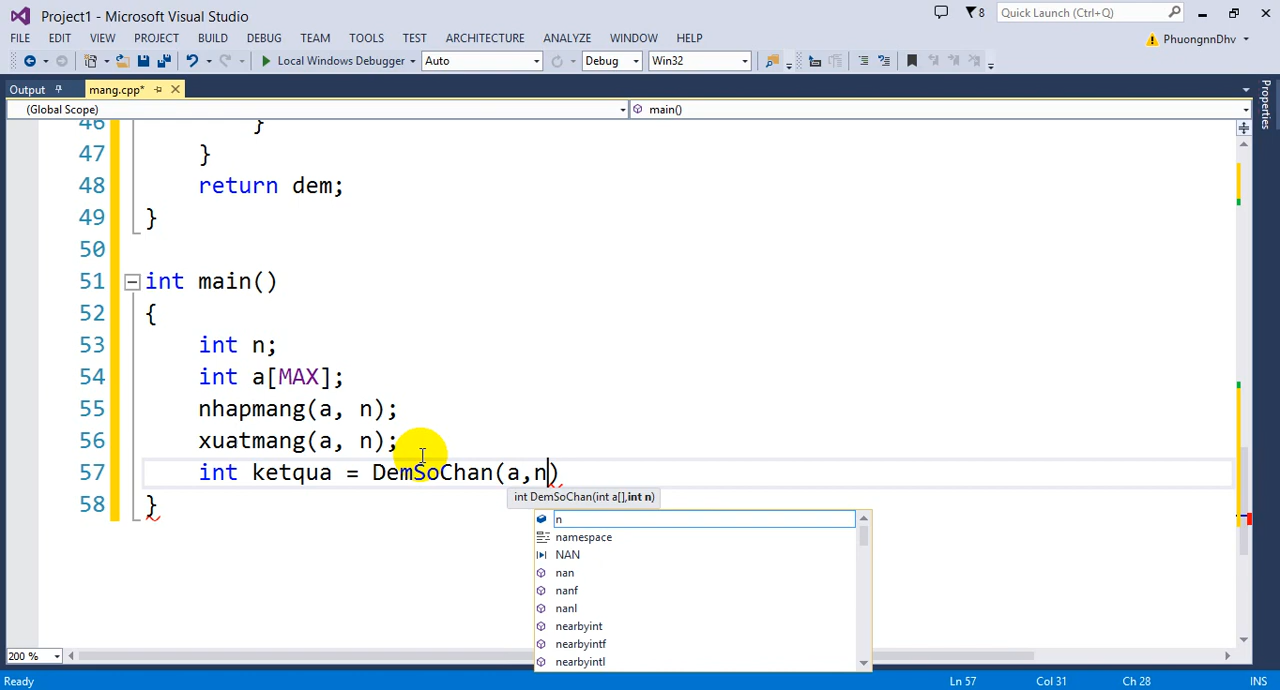 Project1 - Microsoft Visual Studio
8
Quick Launch (Ctrl+Q)
FILE EDIT VIEW PROJECT BUILD DEBUG TEAM TOOLS TEST ARCHITECTURE ANALYZE WINDOW HELP
PhuongnnDhv
Local Windows Debugger Auto Debug Win32
Output mang.cpp*
Properties
(Global Scope) main()
46 }
47 }
48 return dem;
49 }
50
51 int main()
52 {
53 int n;
54 int a[MAX];
55 nhapmang(a, n);
56 xuatmang(a, n);
57 int ketqua = DemSoChan(a,n)
int DemSoChan(int a[],int n)
58 }
n
namespace
NAN
nan
nanf
nanl
nearbyint
nearbyintf
nearbyintl
200 %
Ready Ln 57 Col 31 Ch 28 INS